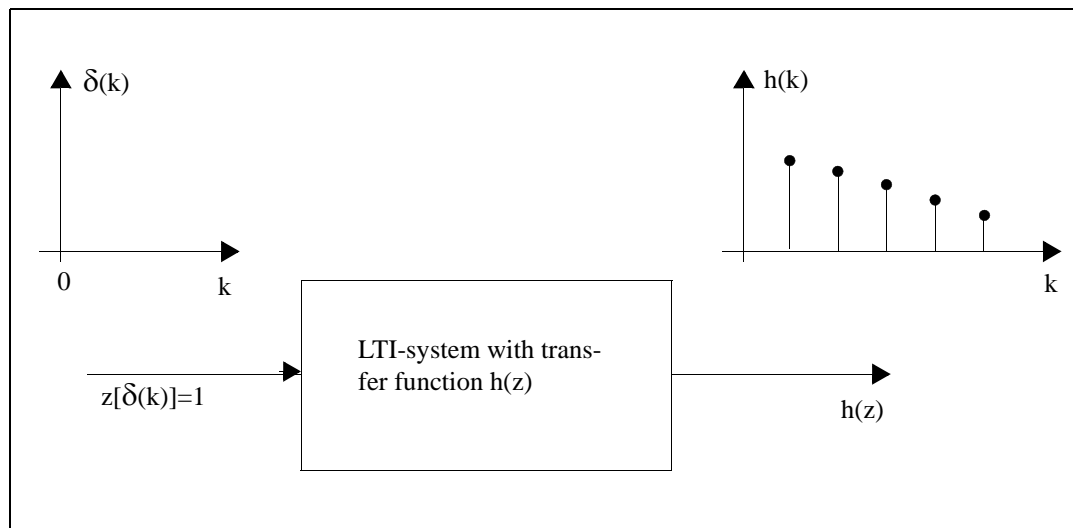 δ(k)
h(k)
0
k
k
LTI-system with trans-
fer function h(z)
z[δ(k)]=1
h(z)